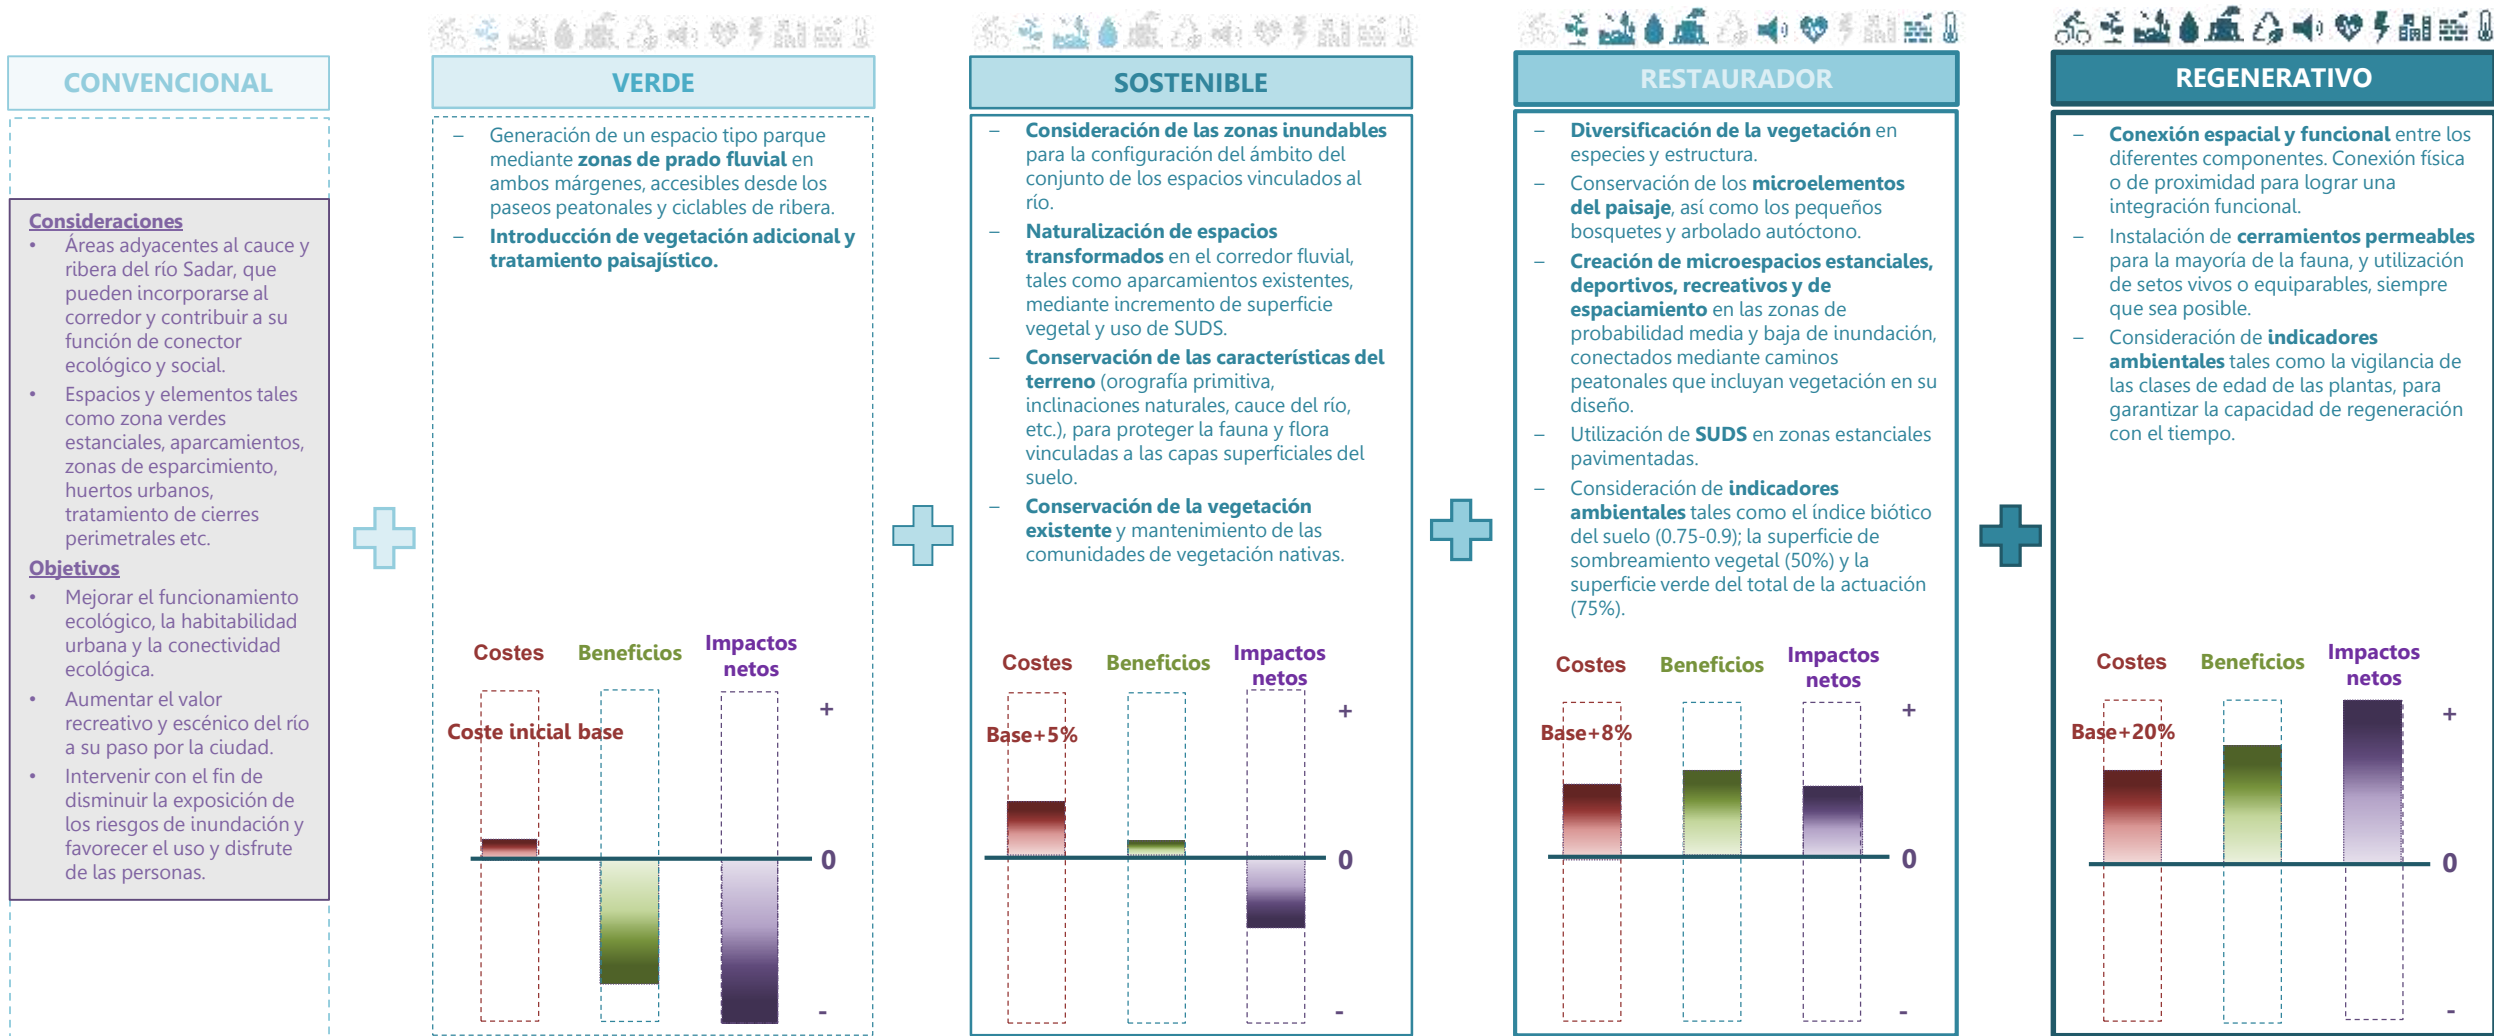 CONVENCIONAL
Consideraciones
• Áreas adyacentes al cauce y
ribera del río Sadar, que
pueden incorporarse al
corredor y contribuir a su
función de conector
ecológico y social.
• Espacios y elementos tales
como zona verdes
estanciales, aparcamientos,
zonas de esparcimiento,
huertos urbanos,
tratamiento de cierres
perimetrales etc.
Objetivos
• Mejorar el funcionamiento
ecológico, la habitabilidad
urbana y la conectividad
ecológica.
• Aumentar el valor
recreativo y escénico del río
a su paso por la ciudad.
• Intervenir con el fin de
disminuir la exposición de
los riesgos de inundación y
favorecer el uso y disfrute
de las personas.
VERDE
– Generación de un espacio tipo parque
mediante zonas de prado fluvial en
ambos márgenes, accesibles desde los
paseos peatonales y ciclables de ribera.
– Introducción de vegetación adicional y
tratamiento paisajístico.
Costes
Beneficios
Impactos
netos
Coste inicial base
+
0
-
SOSTENIBLE
– Consideración de las zonas inundables
para la configuración del ámbito del
conjunto de los espacios vinculados al
río.
– Naturalización de espacios
transformados en el corredor fluvial,
tales como aparcamientos existentes,
mediante incremento de superficie
vegetal y uso de SUDS.
– Conservación de las características del
terreno (orografía primitiva,
inclinaciones naturales, cauce del río,
etc.), para proteger la fauna y flora
vinculadas a las capas superficiales del
suelo.
– Conservación de la vegetación
existente y mantenimiento de las
comunidades de vegetación nativas.
Costes
Beneficios
Impactos
netos
Base+5%
+
0
-
RESTAURADOR
– Diversificación de la vegetación en
especies y estructura.
– Conservación de los microelementos
del paisaje, así como los pequeños
bosquetes y arbolado autóctono.
– Creación de microespacios estanciales,
deportivos, recreativos y de
espaciamiento en las zonas de
probabilidad media y baja de inundación,
conectados mediante caminos
peatonales que incluyan vegetación en su
diseño.
– Utilización de SUDS en zonas estanciales
pavimentadas.
– Consideración de indicadores
ambientales tales como el índice biótico
del suelo (0.75-0.9); la superficie de
sombreamiento vegetal (50%) y la
superficie verde del total de la actuación
(75%).
Costes
Beneficios
Impactos
netos
Base+8%
+
0
-
REGENERATIVO
– Conexión espacial y funcional entre los
diferentes componentes. Conexión física
o de proximidad para lograr una
integración funcional.
– Instalación de cerramientos permeables
para la mayoría de la fauna, y utilización
de setos vivos o equiparables, siempre
que sea posible.
– Consideración de indicadores
ambientales tales como la vigilancia de
las clases de edad de las plantas, para
garantizar la capacidad de regeneración
con el tiempo.
Costes
Beneficios
Impactos
netos
Base+20%
+
0
-